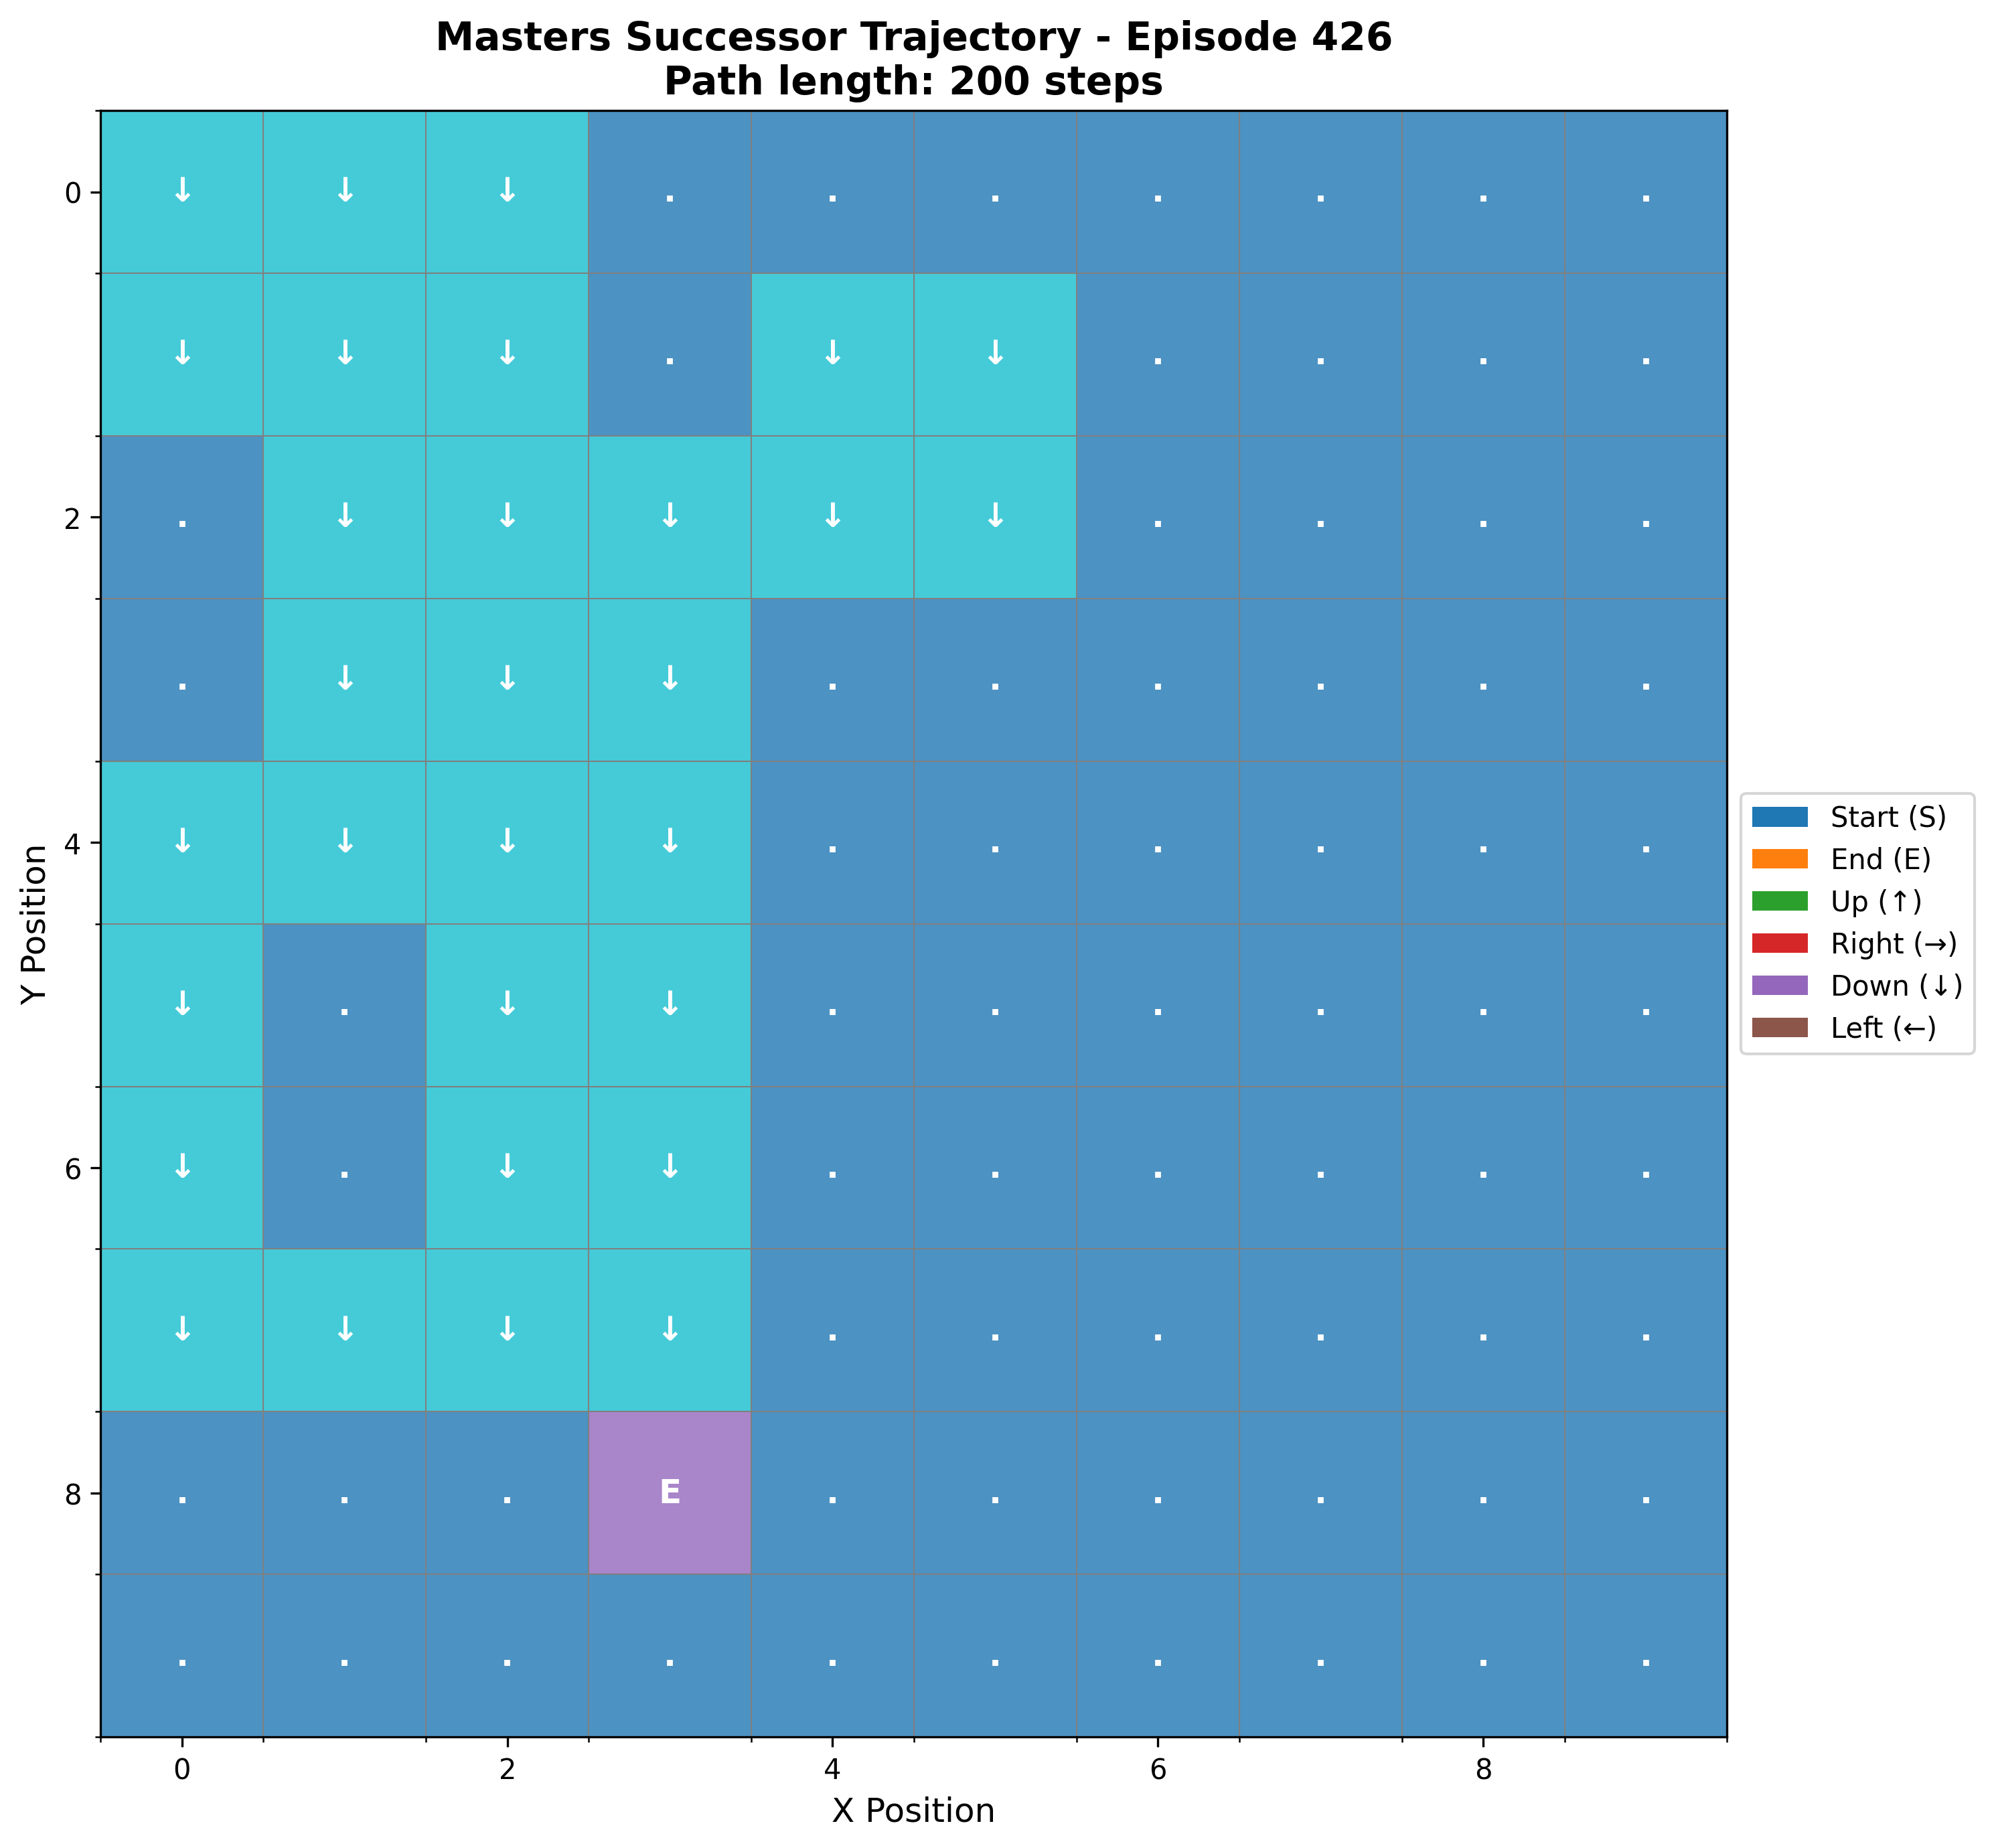 Masters Successor Trajectory - Episode 426
Path length: 200 steps
0 ↓ ↓ ↓ . . . . . . .
↓ ↓ ↓ . ↓ ↓ . . . .
2 . ↓ ↓ ↓ ↓ ↓ . . . .
. ↓ ↓ ↓ . . . . . .
4 ↓ ↓ ↓ ↓ . . . . . .
↓ . ↓ ↓ . . . . . .
6 ↓ . ↓ ↓ . . . . . .
↓ ↓ ↓ ↓ . . . . . .
8 . . . E . . . . . .
. . . . . . . . . .
0 2 4 6 8
X Position
Y Position
Start (S)
End (E)
Up (↑)
Right (→)
Down (↓)
Left (←)